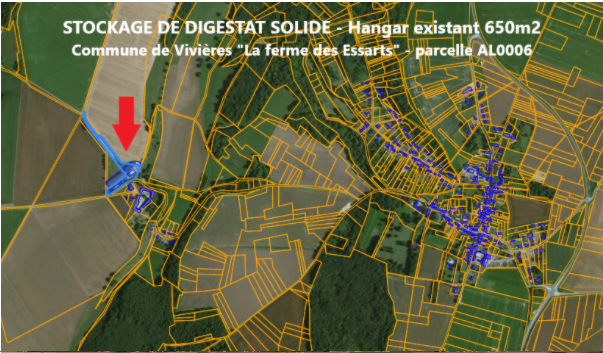 STOCKAGE DE DIGESTAT SOLIDE - Hangar existant 650m2
Commune de Vivières "La ferme des Essarts" - parcelle AL0006